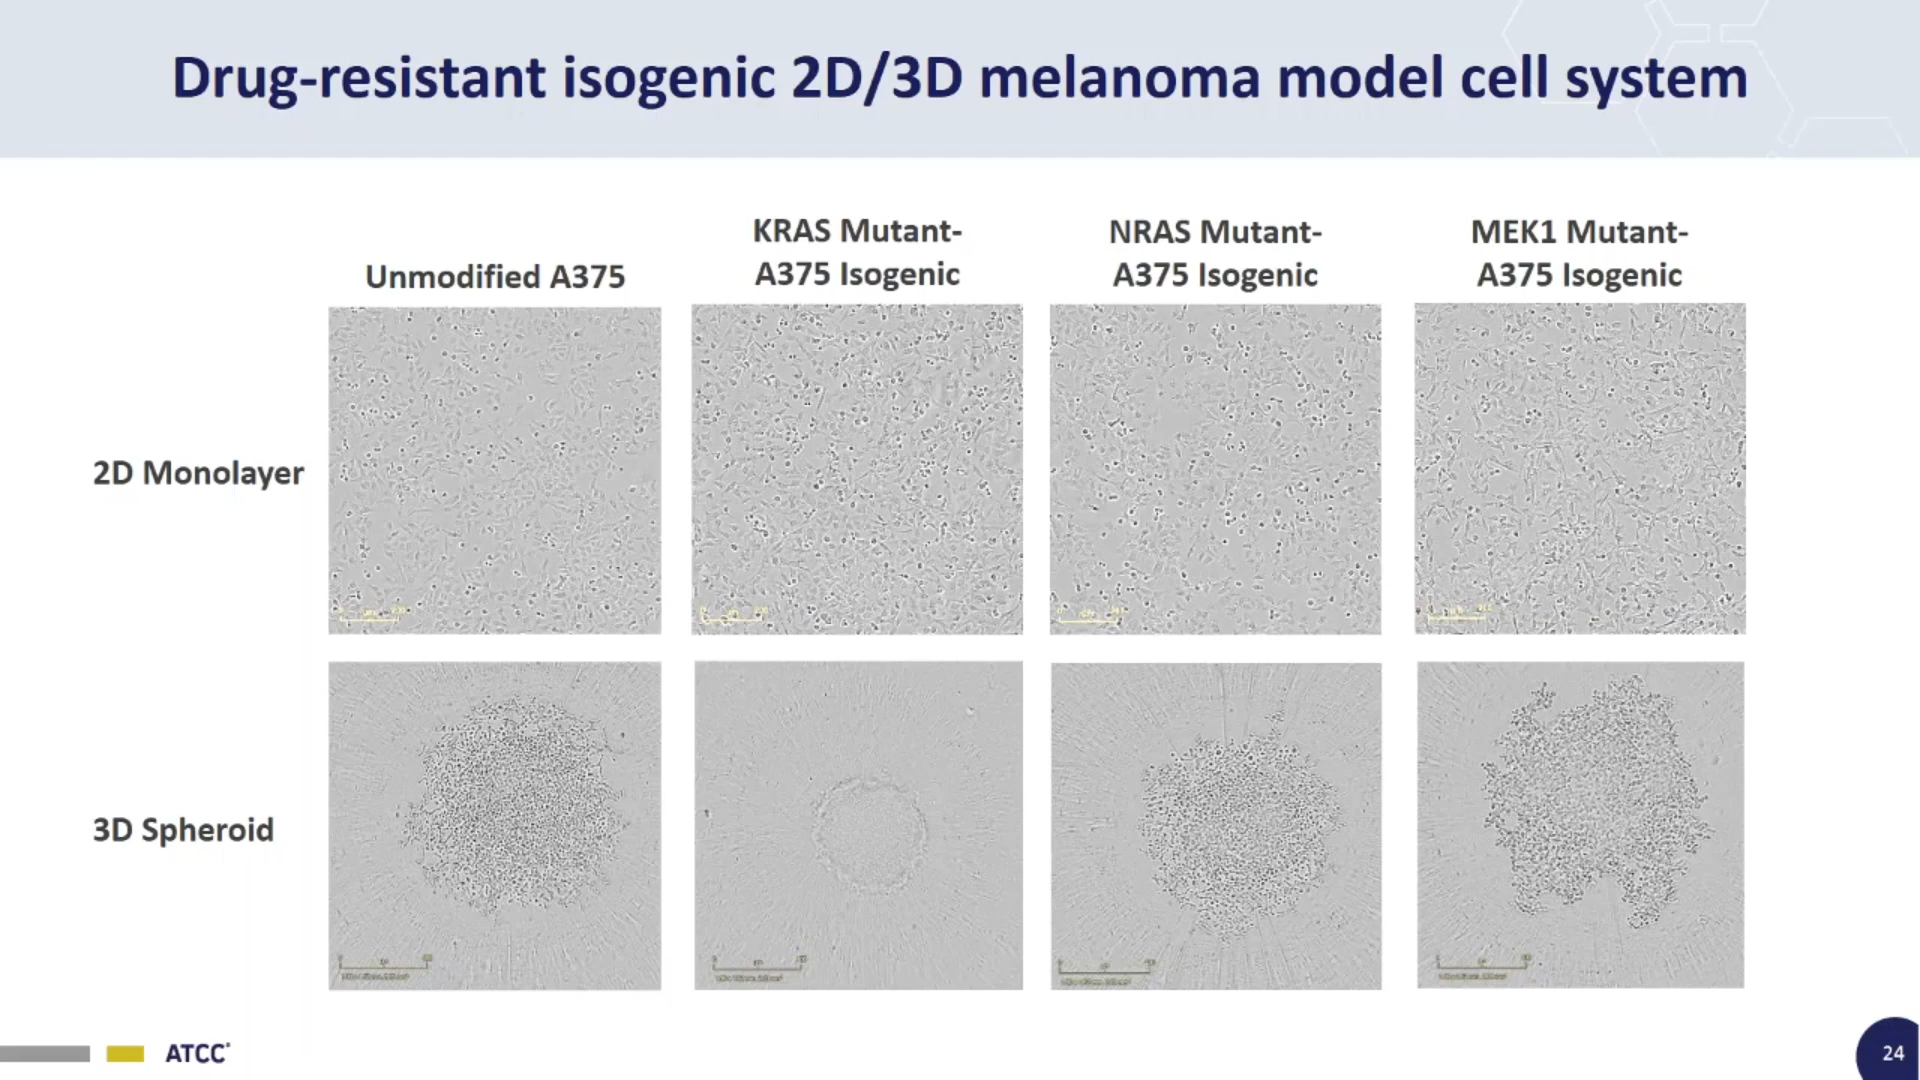 Drug-resistant isogenic 2D/3D melanoma model cell system
Unmodified A375
KRAS Mutant-
A375 Isogenic
NRAS Mutant-
A375 Isogenic
MEK1 Mutant-
A375 Isogenic
2D Monolayer
3D Spheroid
ATCC®
24